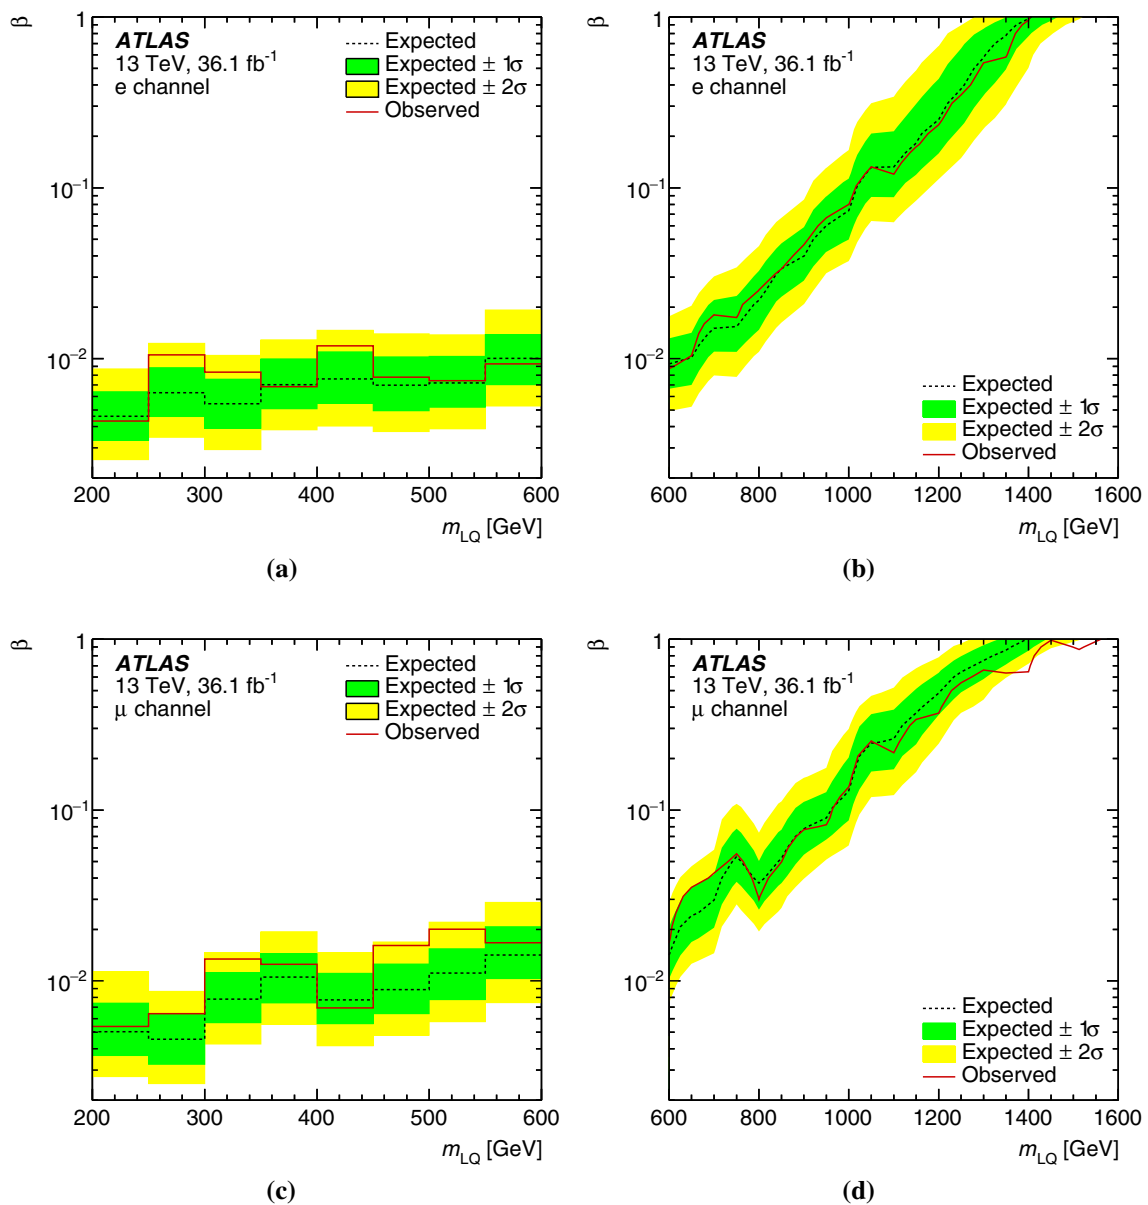 β
1
10⁻¹
10⁻²
ATLAS
13 TeV, 36.1 fb⁻¹
e channel
Expected
Expected ± 1σ
Expected ± 2σ
Observed
200 300 400 500 600
m_LQ [GeV]
(a)
β
1
10⁻¹
10⁻²
ATLAS
13 TeV, 36.1 fb⁻¹
e channel
Expected
Expected ± 1σ
Expected ± 2σ
Observed
600 800 1000 1200 1400 1600
m_LQ [GeV]
(b)
β
1
10⁻¹
10⁻²
ATLAS
13 TeV, 36.1 fb⁻¹
μ channel
Expected
Expected ± 1σ
Expected ± 2σ
Observed
200 300 400 500 600
m_LQ [GeV]
(c)
β
1
10⁻¹
10⁻²
ATLAS
13 TeV, 36.1 fb⁻¹
μ channel
Expected
Expected ± 1σ
Expected ± 2σ
Observed
600 800 1000 1200 1400 1600
m_LQ [GeV]
(d)